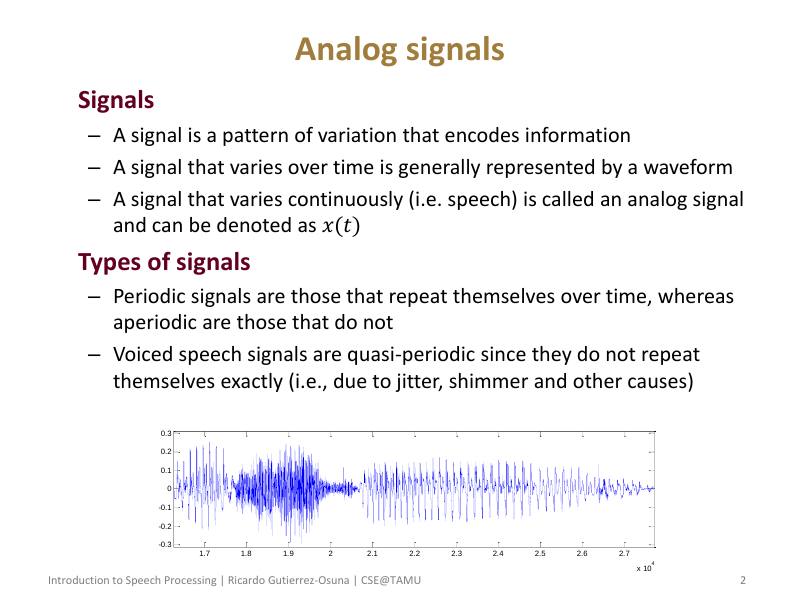 Analog signals
Signals
– A signal is a pattern of variation that encodes information
– A signal that varies over time is generally represented by a waveform
– A signal that varies continuously (i.e. speech) is called an analog signal
and can be denoted as 𝑥(𝑡)
Types of signals
– Periodic signals are those that repeat themselves over time, whereas
aperiodic are those that do not
– Voiced speech signals are quasi-periodic since they do not repeat
themselves exactly (i.e., due to jitter, shimmer and other causes)
0.3
0.2
0.1
0
-0.1
-0.2
-0.3
1.7 1.8 1.9 2 2.1 2.2 2.3 2.4 2.5 2.6 2.7
x 10⁴
Introduction to Speech Processing | Ricardo Gutierrez-Osuna | CSE@TAMU 2